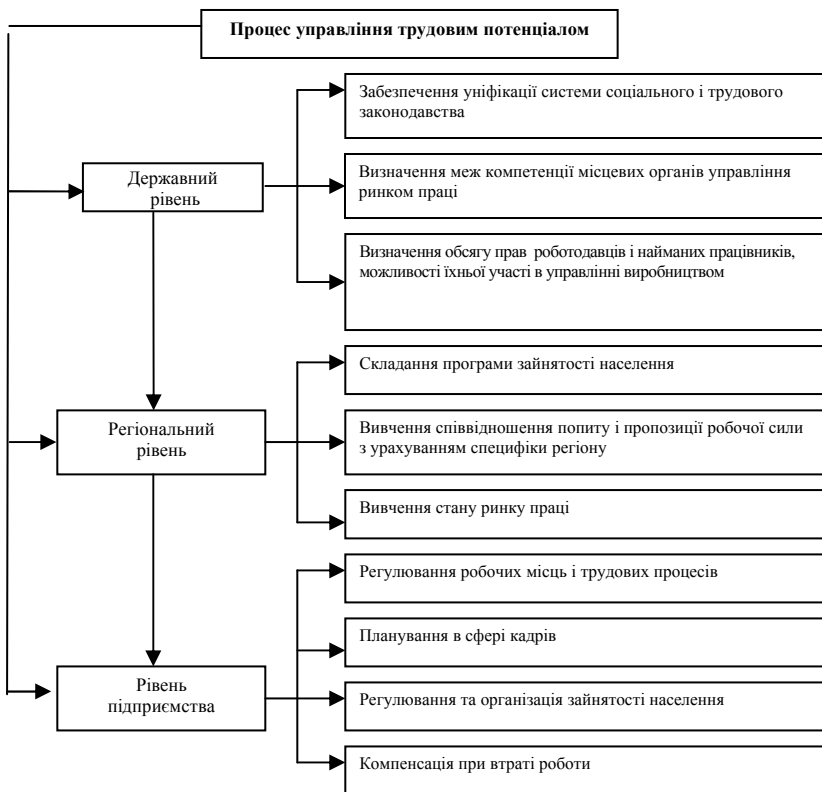 Процес управління трудовим потенціалом
Забезпечення уніфікації системи соціального і трудового
законодавства
Державний
рівень
Визначення меж компетенції місцевих органів управління
ринком праці
Визначення обсягу прав роботодавців і найманих працівників,
можливості їхньої участі в управлінні виробництвом
Складання програми зайнятості населення
Регіональний
рівень
Вивчення співвідношення попиту і пропозиції робочої сили
з урахуванням специфіки регіону
Вивчення стану ринку праці
Регулювання робочих місць і трудових процесів
Планування в сфері кадрів
Рівень
підприємства
Регулювання та організація зайнятості населення
Компенсація при втраті роботи